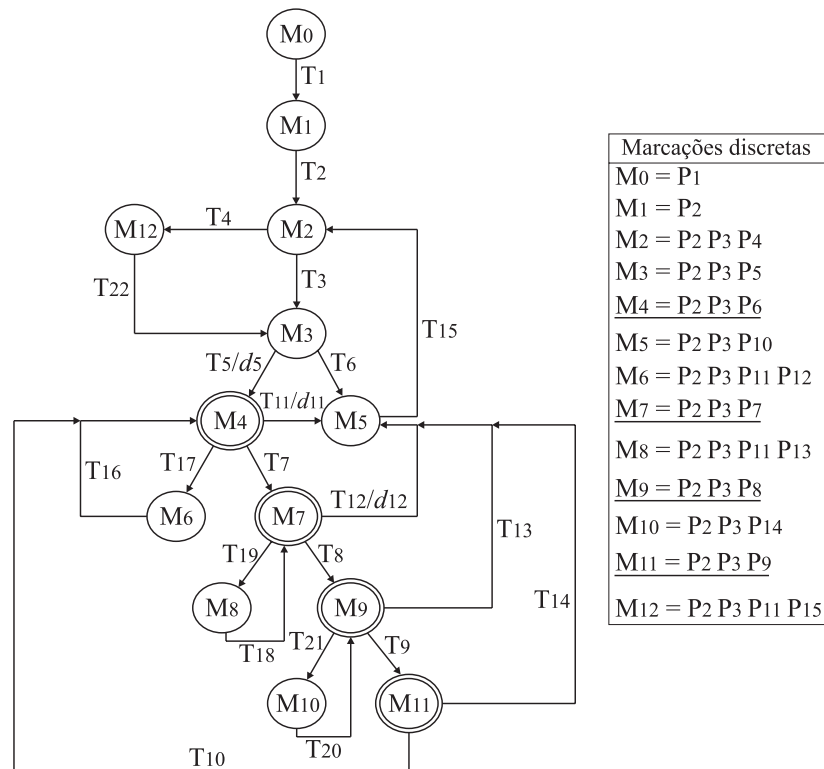 M0
T1
M1
T2
M12
T4
M2
T22
T3
T15
M3
T5/d5
T6
M4
T11/d11
M5
T16
T17
T7
M6
M7
T12/d12
T13
T19
T8
M8
M9
T14
T18
T21
T9
M10
M11
T20
T10
Marcações discretas
M0 = P1
M1 = P2
M2 = P2 P3 P4
M3 = P2 P3 P5
M4 = P2 P3 P6
M5 = P2 P3 P10
M6 = P2 P3 P11 P12
M7 = P2 P3 P7
M8 = P2 P3 P11 P13
M9 = P2 P3 P8
M10 = P2 P3 P14
M11 = P2 P3 P9
M12 = P2 P3 P11 P15